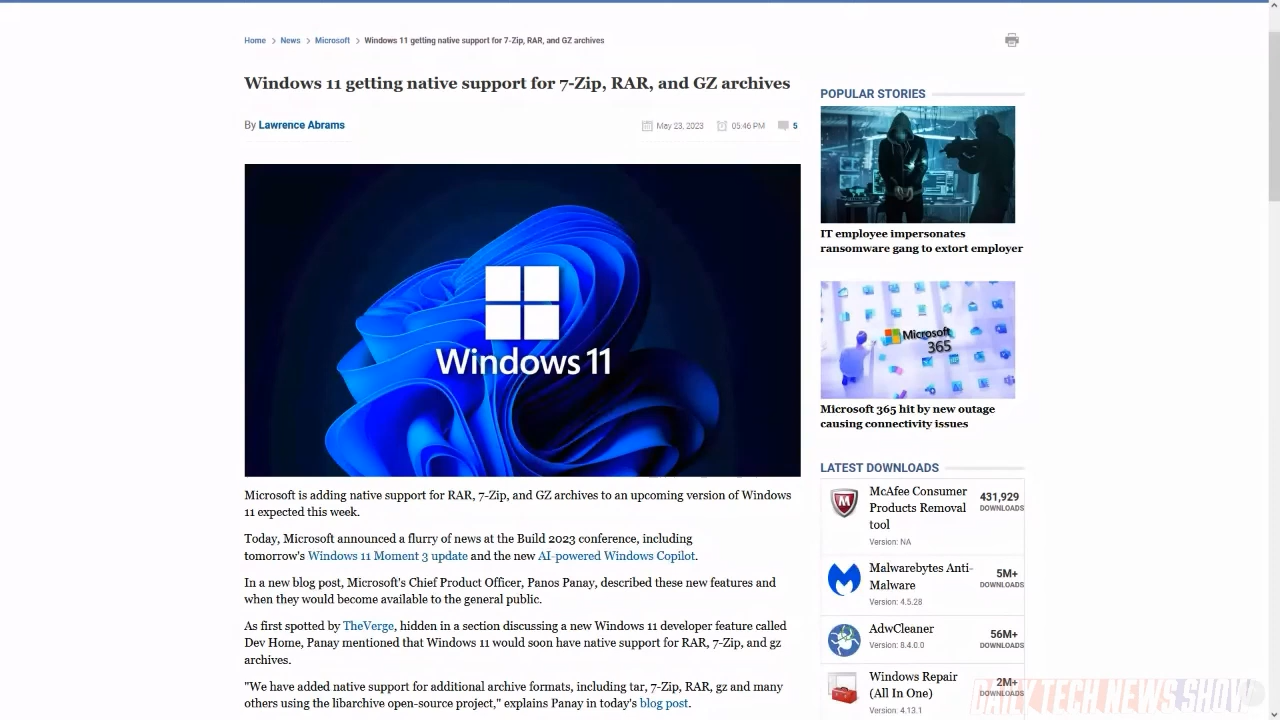 Home > News > Microsoft > Windows 11 getting native support for 7-Zip, RAR, and GZ archives
Windows 11 getting native support for 7-Zip, RAR, and GZ archives
By Lawrence Abrams
May 23, 2023 05:46 PM 5
Windows 11
Microsoft is adding native support for RAR, 7-Zip, and GZ archives to an upcoming version of Windows
11 expected this week.
Today, Microsoft announced a flurry of news at the Build 2023 conference, including
tomorrow's Windows 11 Moment 3 update and the new AI-powered Windows Copilot.
In a new blog post, Microsoft's Chief Product Officer, Panos Panay, described these new features and
when they would become available to the general public.
As first spotted by TheVerge, hidden in a section discussing a new Windows 11 developer feature called
Dev Home, Panay mentioned that Windows 11 would soon have native support for RAR, 7-Zip, and gz
archives.
"We have added native support for additional archive formats, including tar, 7-Zip, RAR, gz and many
others using the libarchive open-source project," explains Panay in today's blog post.
POPULAR STORIES
IT employee impersonates
ransomware gang to extort employer
Microsoft
365
Microsoft 365 hit by new outage
causing connectivity issues
LATEST DOWNLOADS
McAfee Consumer
Products Removal
tool
Version: NA
431,929
DOWNLOADS
Malwarebytes Anti-
Malware
Version: 4.5.28
5M+
DOWNLOADS
AdwCleaner
Version: 8.4.0.0
56M+
DOWNLOADS
Windows Repair
(All In One)
Version: 4.13.1
2M+
DOWNLOADS
DAILY TECH NEWS SHOW